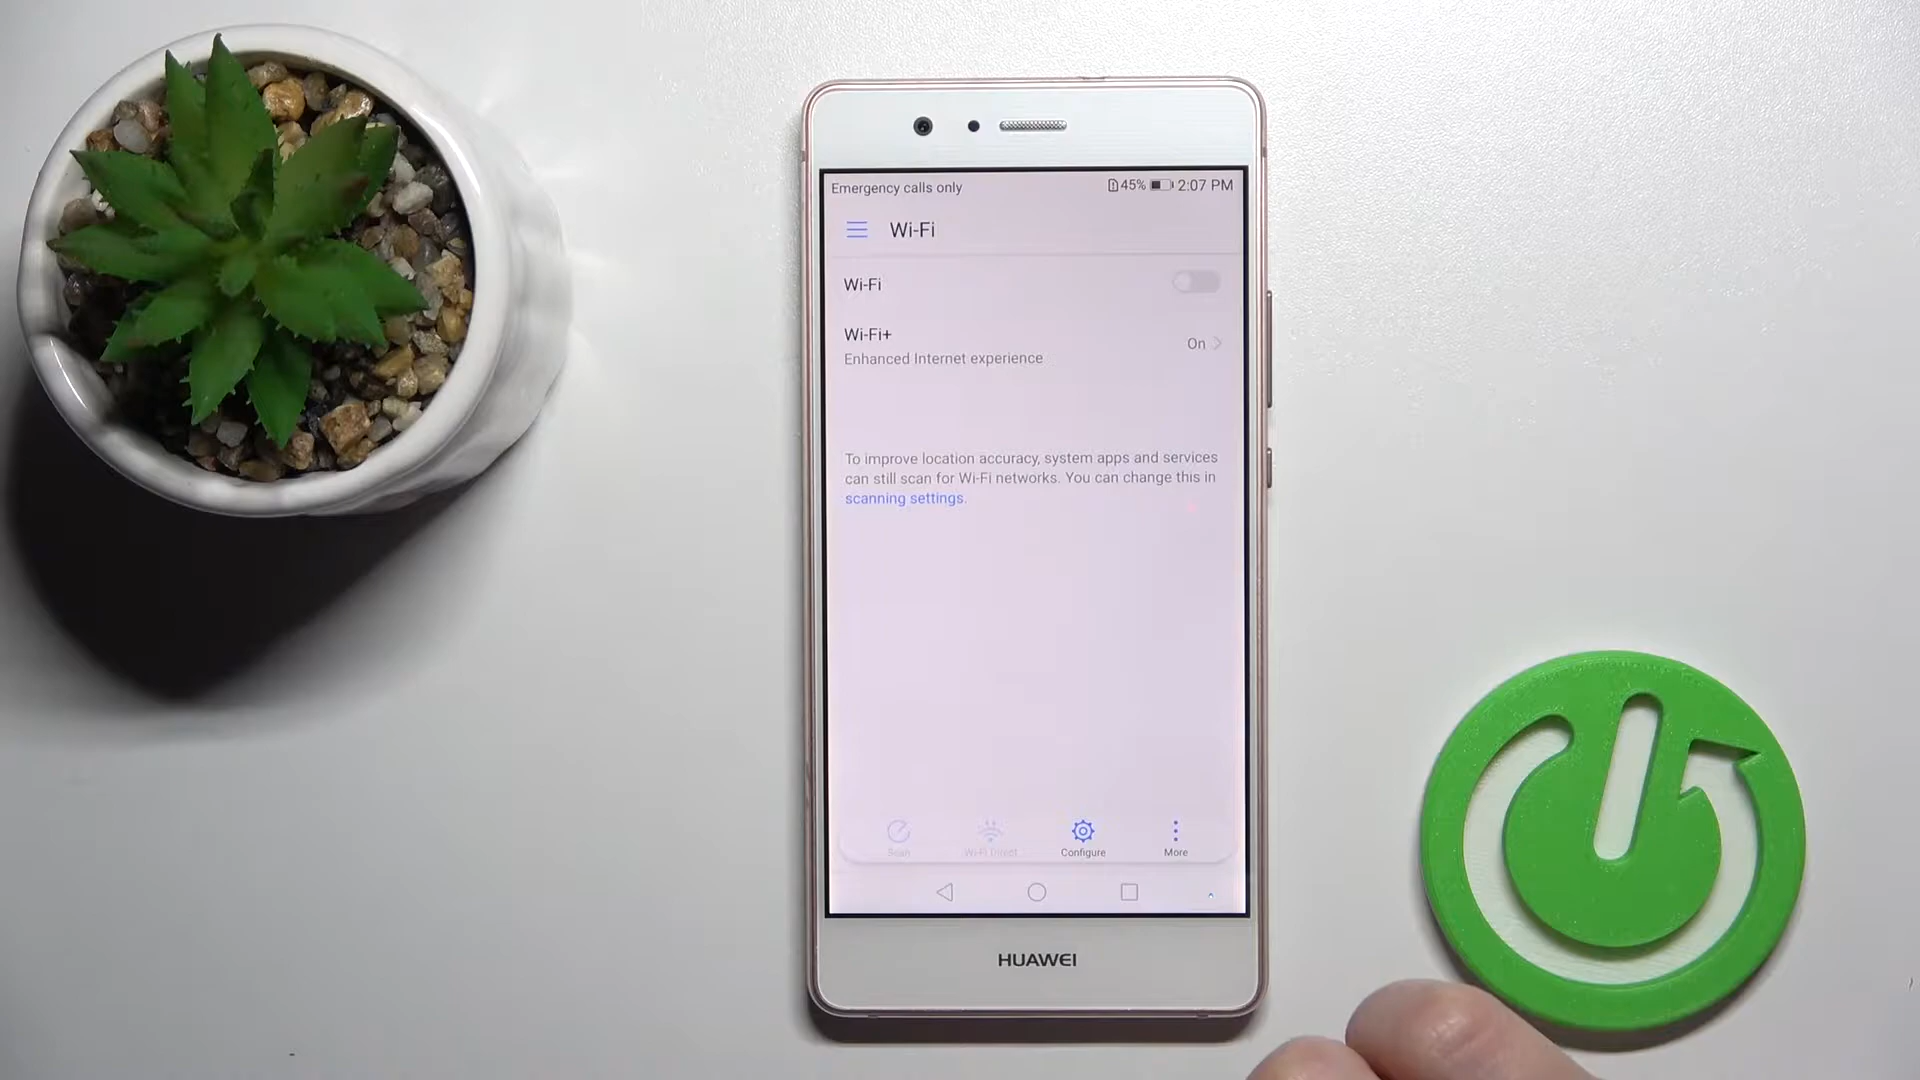 Emergency calls only
45% 2:07 PM
Wi-Fi
Wi-Fi
Wi-Fi+
Enhanced Internet experience
On
To improve location accuracy, system apps and services
can still scan for Wi-Fi networks. You can change this in
scanning settings.
Scan
Wi-Fi Direct
Configure
More
HUAWEI